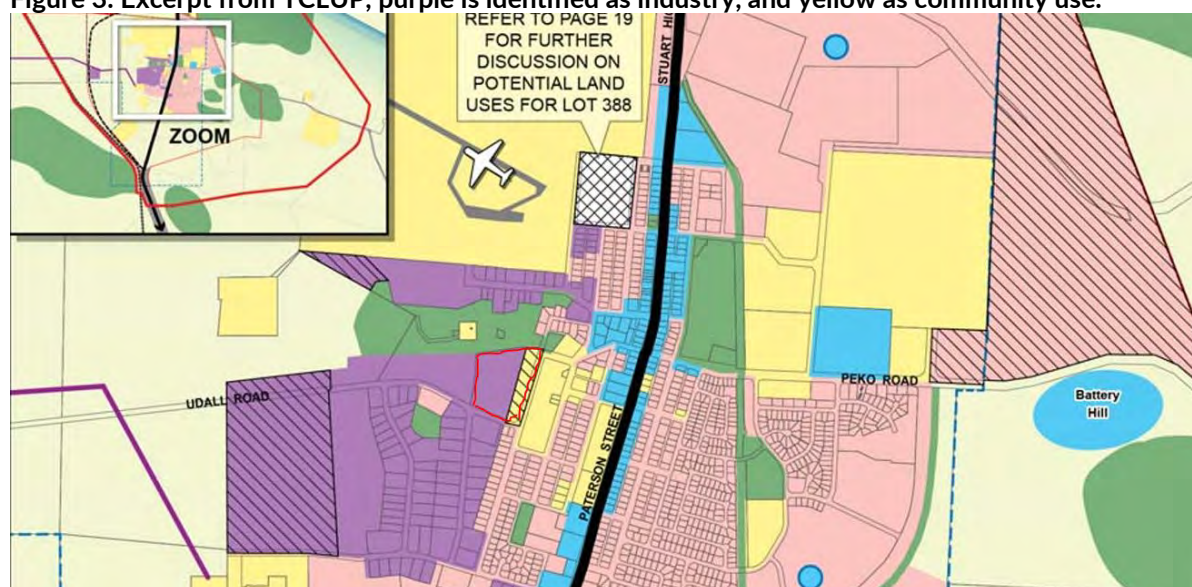 Figure 3: Excerpt from TCLUP, purple is identified as industry, and yellow as community use.
REFER TO PAGE 19
FOR FURTHER
DISCUSSION ON
POTENTIAL LAND
USES FOR LOT 388
STUART HI
ZOOM
PEKO ROAD
UDALL ROAD
Battery
Hill
PATERSON STREET